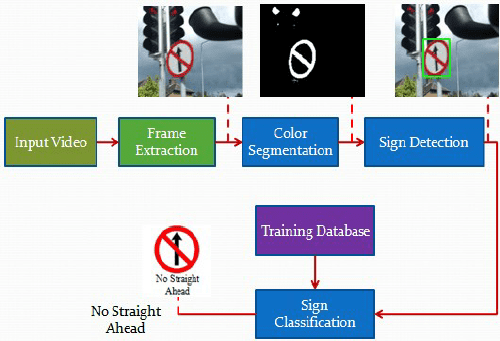 Input Video
Frame
Extraction
Color
Segmentation
Sign Detection
Training Database
No Straight
Ahead
No Straight
Ahead
Sign
Classification